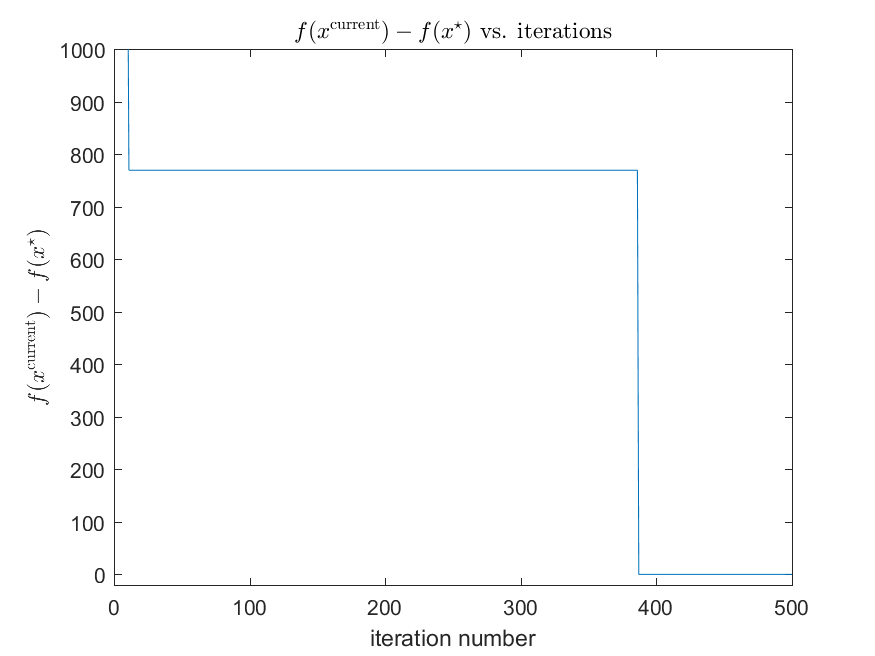 f(x^current) − f(x^⋆) vs. iterations
1000
900
800
700
600
500
400
300
200
100
0
f(x^current) − f(x^⋆)
0 100 200 300 400 500
iteration number